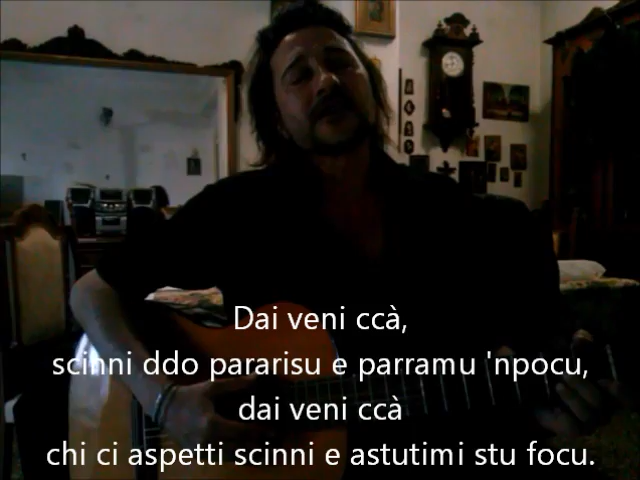 Dai veni ccà,
scinni ddo pararisu e parramu 'npocu,
dai veni ccà
chi ci aspetti scinni e astutimi stu focu.